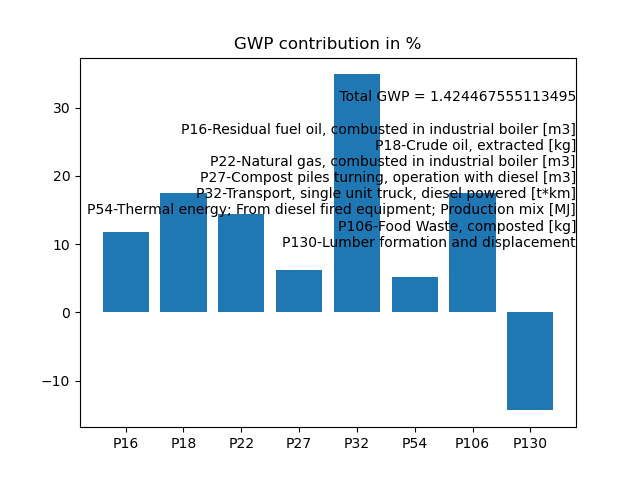 GWP contribution in %
Total GWP = 1.424467555113495
P16-Residual fuel oil, combusted in industrial boiler [m3]
P18-Crude oil, extracted [kg]
P22-Natural gas, combusted in industrial boiler [m3]
P27-Compost piles turning, operation with diesel [m3]
P32-Transport, single unit truck, diesel powered [t*km]
P54-Thermal energy; From diesel fired equipment; Production mix [MJ]
P106-Food Waste, composted [kg]
P130-Lumber formation and displacement
30
20
10
0
−10
P16 P18 P22 P27 P32 P54 P106 P130